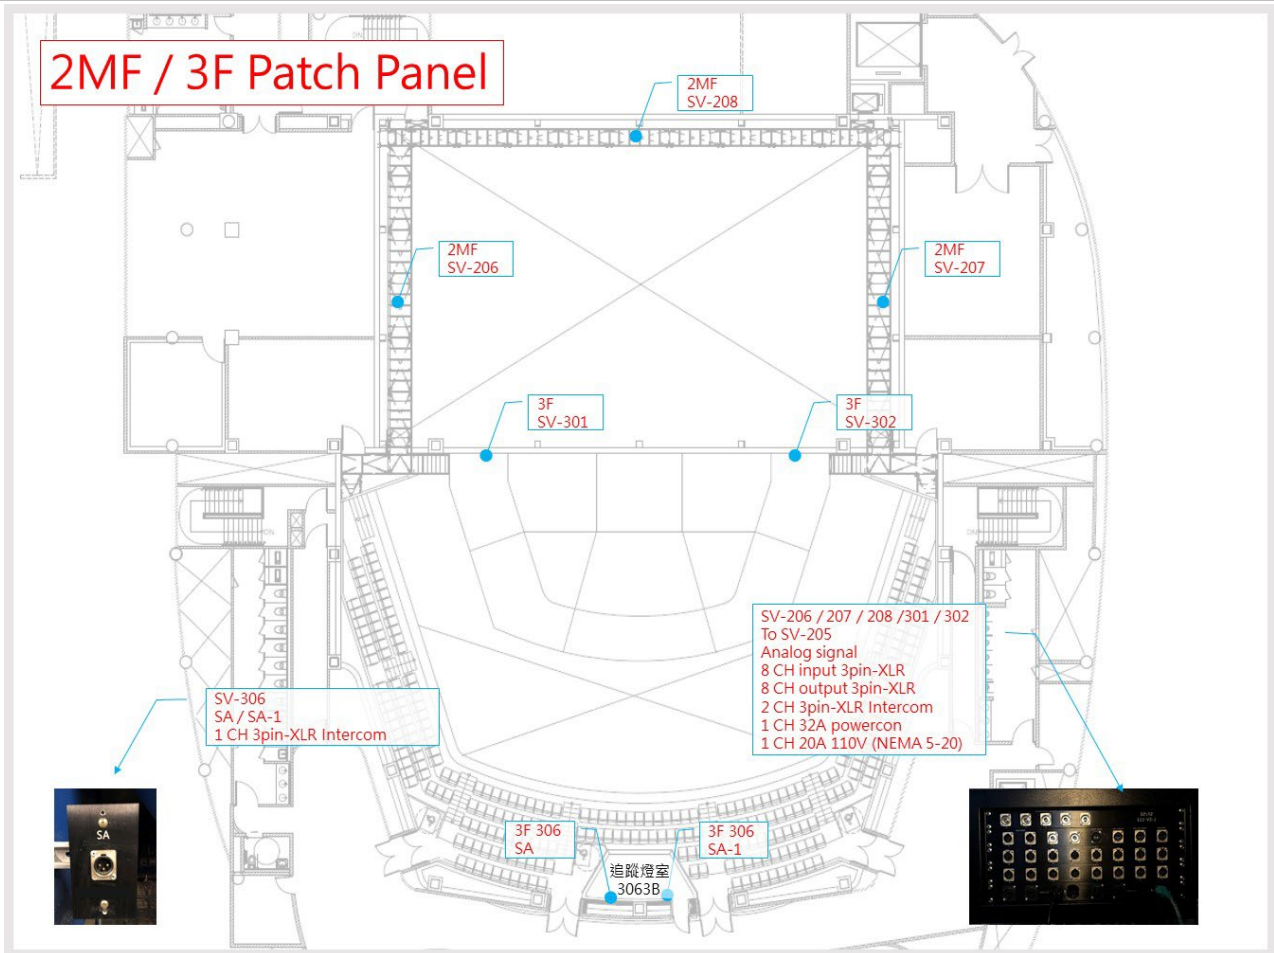 2MF / 3F Patch Panel
2MF
SV-208
2MF
SV-206
2MF
SV-207
3F
SV-301
3F
SV-302
SV-206 / 207 / 208 /301 / 302
To SV-205
Analog signal
8 CH input 3pin-XLR
8 CH output 3pin-XLR
2 CH 3pin-XLR Intercom
1 CH 32A powercon
1 CH 20A 110V (NEMA 5-20)
SV-306
SA / SA-1
1 CH 3pin-XLR Intercom
SA
3F 306
SA
3F 306
SA-1
追蹤燈室
3063B